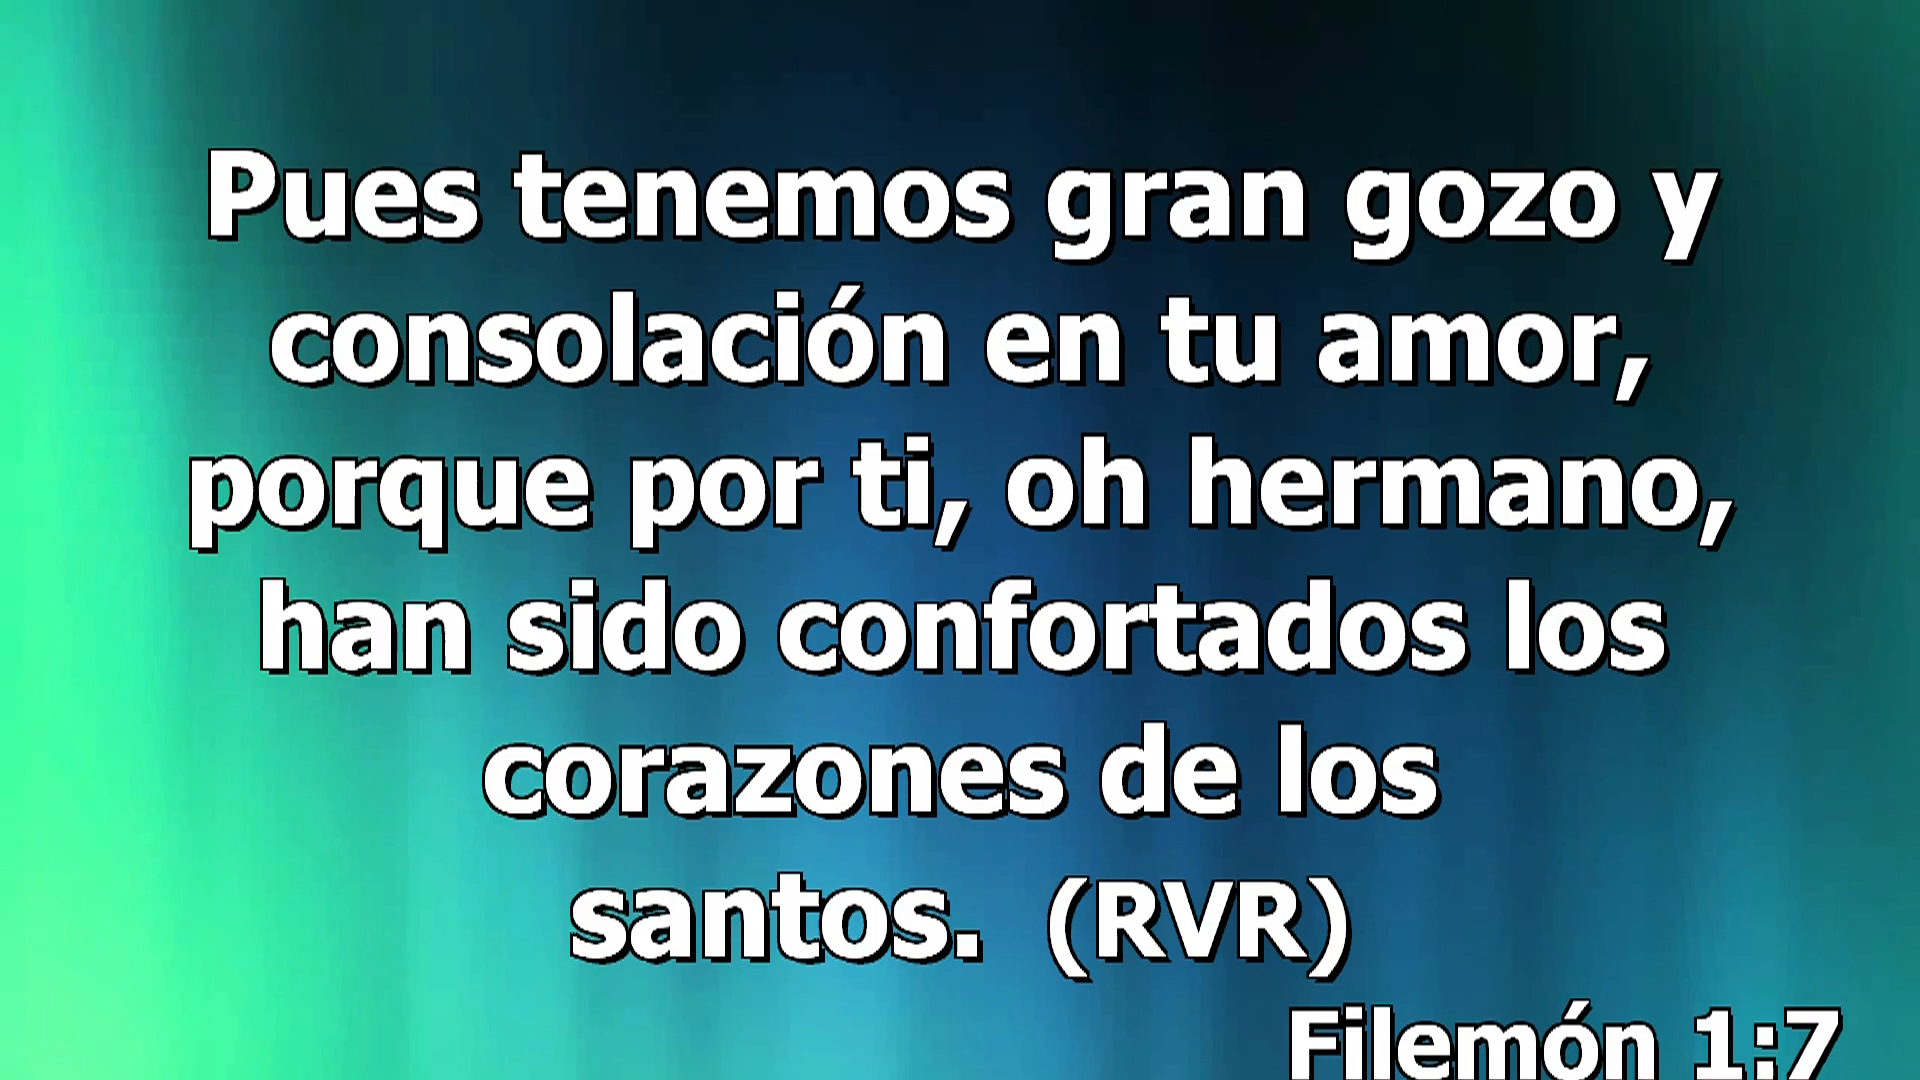 Pues tenemos gran gozo y
consolación en tu amor,
porque por ti, oh hermano,
han sido confortados los
corazones de los
santos.  (RVR)
Filemón 1:7